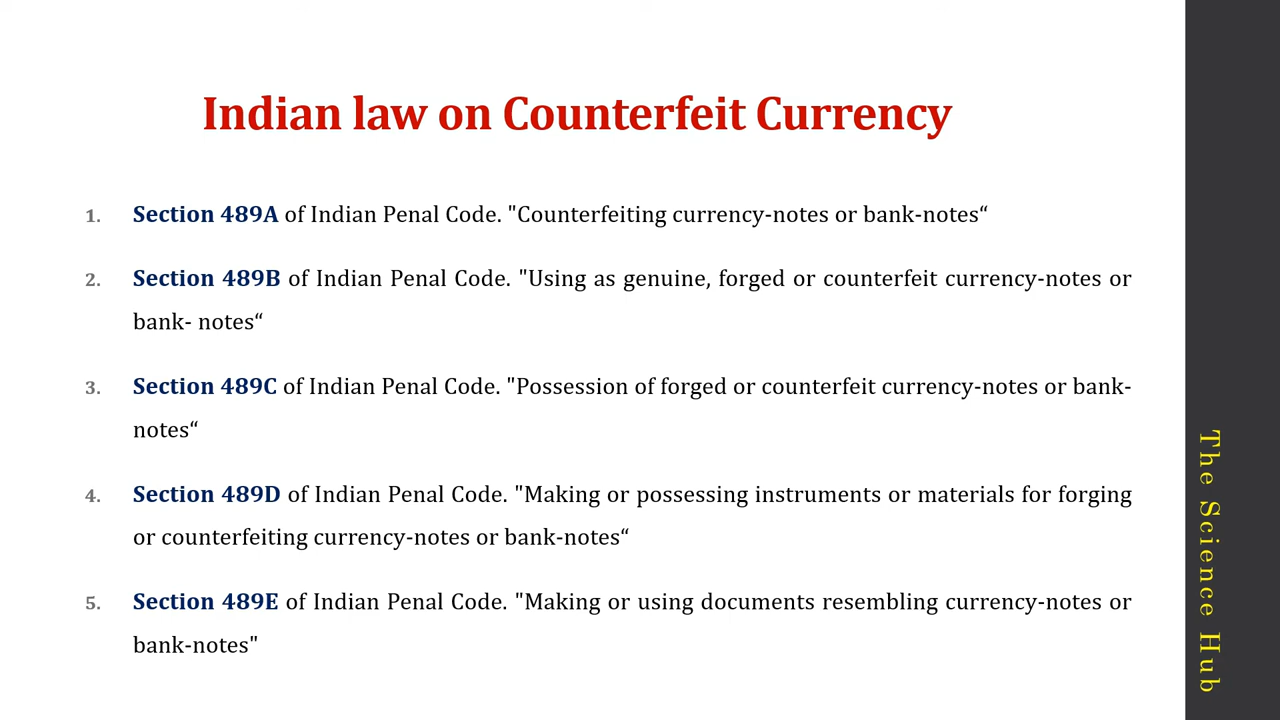 Indian law on Counterfeit Currency
1. Section 489A of Indian Penal Code. "Counterfeiting currency-notes or bank-notes“
2. Section 489B of Indian Penal Code. "Using as genuine, forged or counterfeit currency-notes or
bank- notes“
3. Section 489C of Indian Penal Code. "Possession of forged or counterfeit currency-notes or bank-
notes“
4. Section 489D of Indian Penal Code. "Making or possessing instruments or materials for forging
or counterfeiting currency-notes or bank-notes“
5. Section 489E of Indian Penal Code. "Making or using documents resembling currency-notes or
bank-notes"
The Science Hub